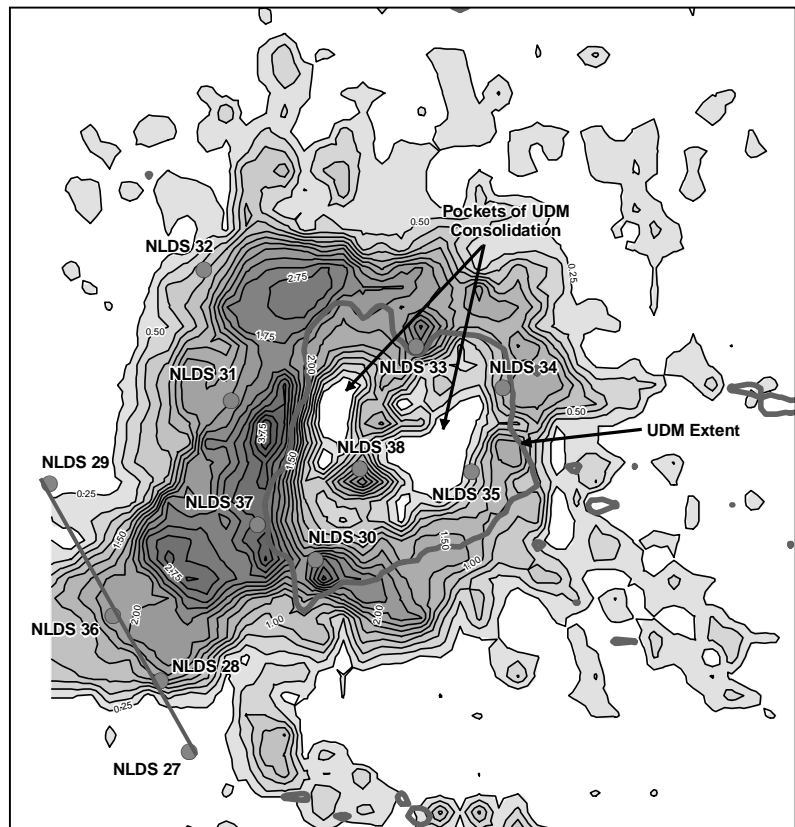 0.50
Pockets of UDM
Consolidation
NLDS 32
0.25
2.75
0.50
1.75
2.00
NLDS 33
NLDS 34
NLDS 31
0.50
3.75
UDM Extent
1.50
NLDS 38
NLDS 29
NLDS 35
0.25
NLDS 37
1.50
NLDS 30
1.50
2.75
1.00
2.00
2.00
1.00
NLDS 36
NLDS 28
0.25
NLDS 27